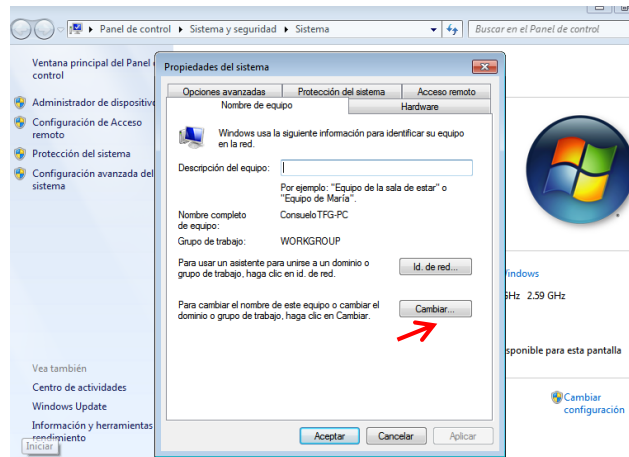 Panel de control ▸ Sistema y seguridad ▸ Sistema
Buscar en el Panel de control
Ventana principal del Panel
control
Administrador de dispositivo
Configuración de Acceso
remoto
Protección del sistema
Configuración avanzada del
sistema
Vea también
Centro de actividades
Windows Update
Información y herramientas
rendimiento
Iniciar
Propiedades del sistema
Opciones avanzadas
Protección del sistema
Acceso remoto
Nombre de equipo
Hardware
Windows usa la siguiente información para identificar su equipo
en la red.
Descripción del equipo:
Por ejemplo: "Equipo de la sala de estar" o
"Equipo de María".
Nombre completo
de equipo:
ConsueloTFG-PC
Grupo de trabajo:
WORKGROUP
Para usar un asistente para unirse a un dominio o
grupo de trabajo, haga clic en id. de red.
Id. de red...
Para cambiar el nombre de este equipo o cambiar el
dominio o grupo de trabajo, haga clic en Cambiar.
Cambiar...
Aceptar
Cancelar
Aplicar
Windows
GHz 2.59 GHz
sponible para esta pantalla
Cambiar
configuración